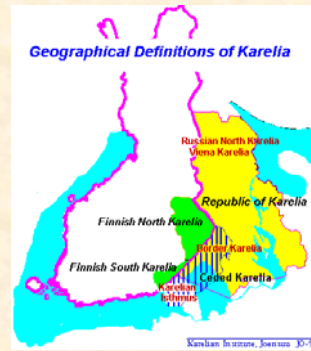 Geographical Definitions of Karelia
Russian North Karelia
Viena Karelia
Republic of Karelia
Finnish North Karelia
Border Karelia
Finnish South Karelia
Ceded Karelia
Karelian
Isthmus
Karelian Institute, Joensuu